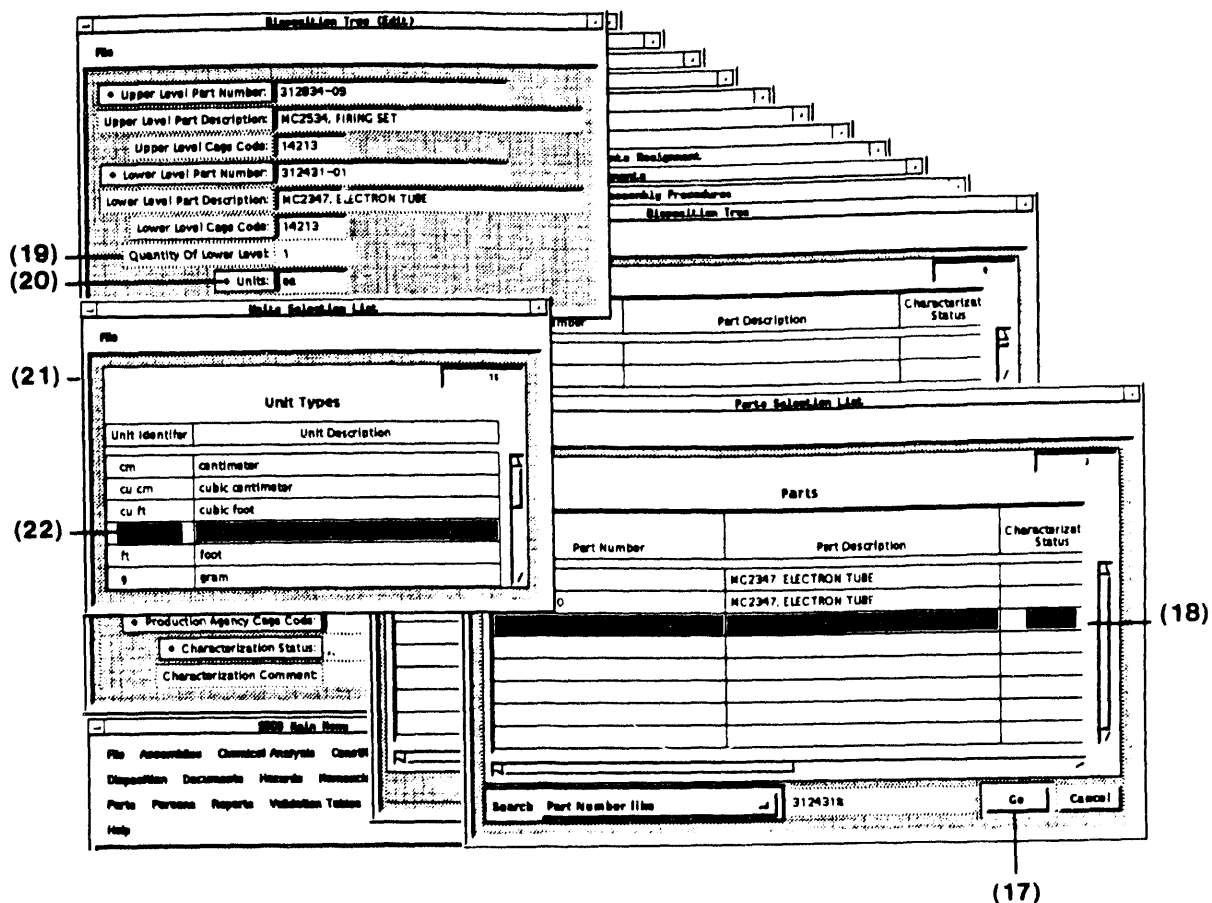 Disposition Tree (Edit)
File
• Upper Level Part Number: 312834-09
Upper Level Part Description: MC2534, FIRING SET
Upper Level Cage Code: 14213
• Lower Level Part Number: 312431-01
Lower Level Part Description: MC2347, ELECTRON TUBE
Lower Level Cage Code: 14213
(19) Quantity Of Lower Level: 1
(20) • Units: ea
Assembly Procedures
Disposition Tree
Part Description
Characterizat
Status
Units Selection List
File
(21)
15
Unit Types
Unit Identifer Unit Description
cm centimeter
cu cm cubic centimeter
cu ft cubic foot
(22)
ft foot
g gram
Parts Selection List
Parts
Part Number Part Description Characterizat
Status
MC2347, ELECTRON TUBE
0 MC2347, ELECTRON TUBE
(18)
• Production Agency Cage Code:
• Characterization Status:
Characterization Comment:
Main Menu
File Assemblies Chemical Analysis
Disposition Documents Hazards
Parts Persons Reports Validation Tables
Help
Search Part Number like 312431% Go Cancel
(17)